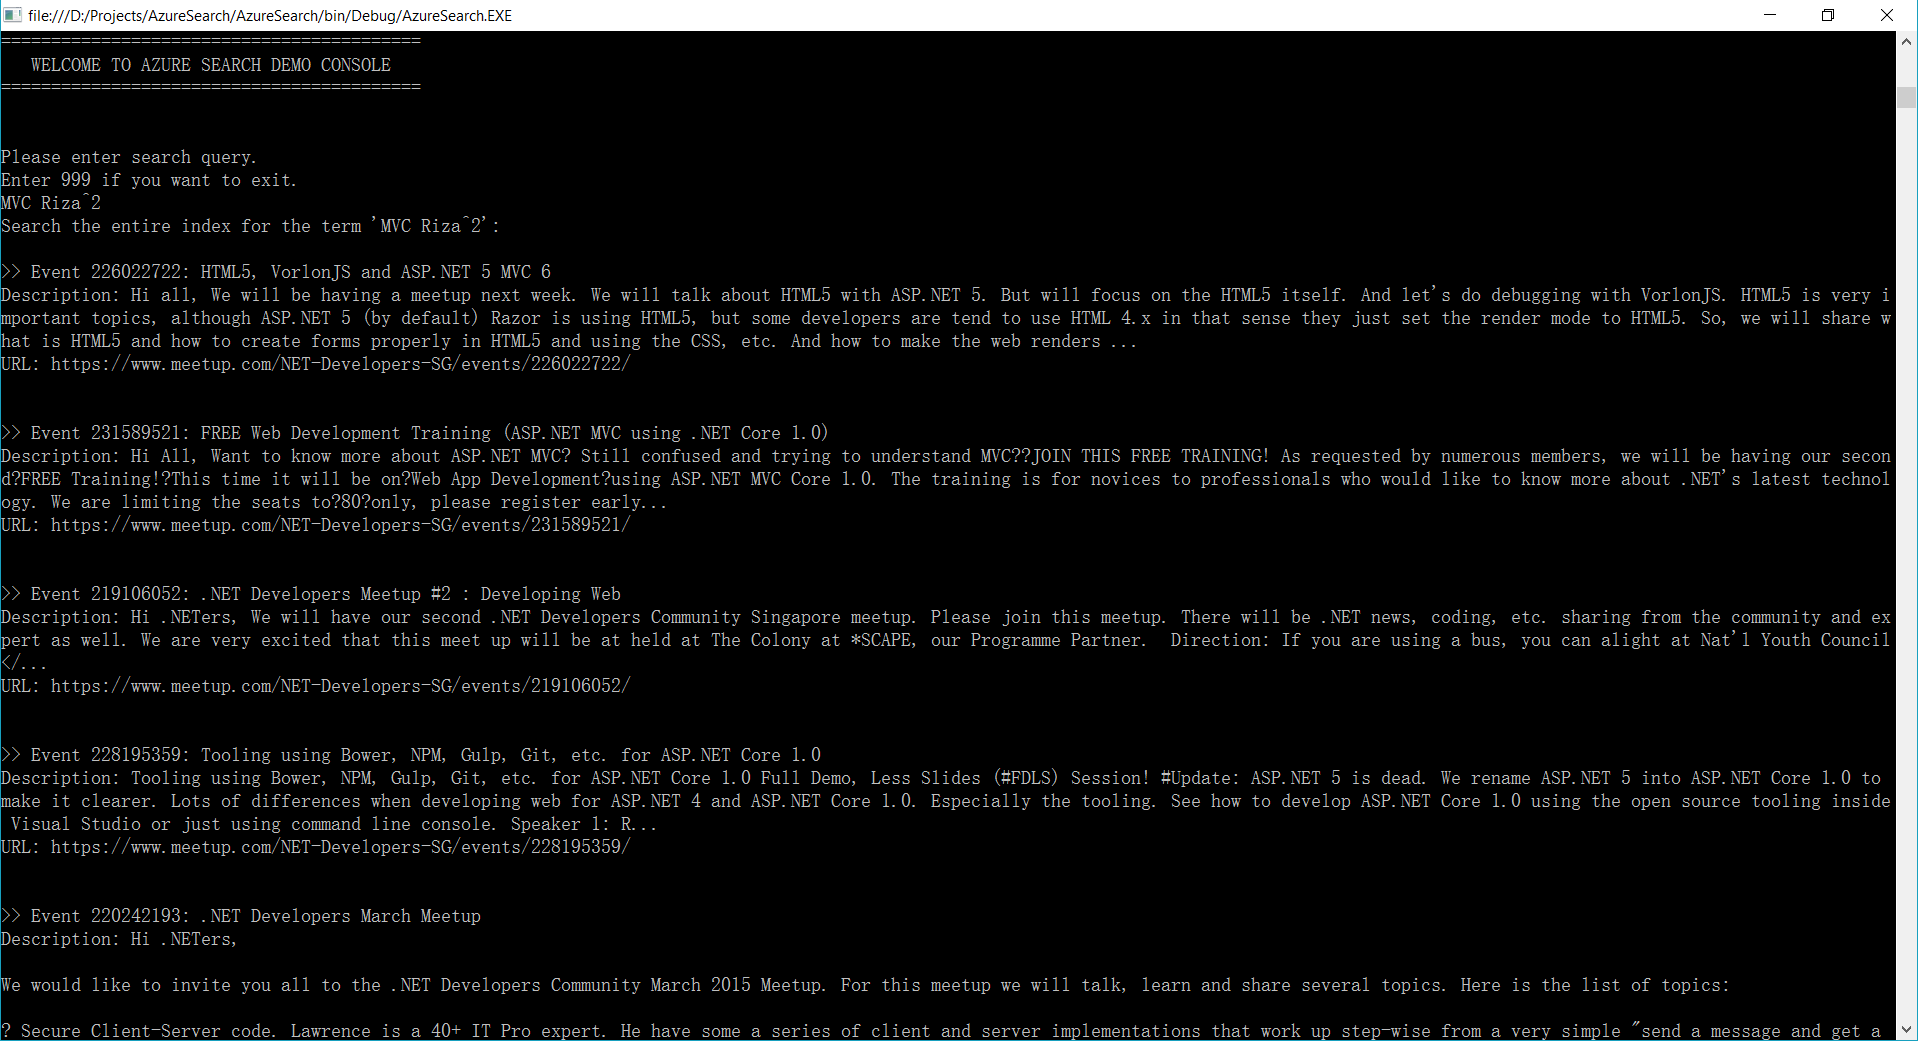 file:///D:/Projects/AzureSearch/AzureSearch/bin/Debug/AzureSearch.EXE
==========================================
WELCOME TO AZURE SEARCH DEMO CONSOLE
==========================================
Please enter search query.
Enter 999 if you want to exit.
MVC Riza^2
Search the entire index for the term 'MVC Riza^2':
>> Event 226022722: HTML5, VorlonJS and ASP.NET 5 MVC 6
Description: Hi all, We will be having a meetup next week. We will talk about HTML5 with ASP.NET 5. But will focus on the HTML5 itself. And let's do debugging with VorlonJS. HTML5 is very i
mportant topics, although ASP.NET 5 (by default) Razor is using HTML5, but some developers are tend to use HTML 4.x in that sense they just set the render mode to HTML5. So, we will share w
hat is HTML5 and how to create forms properly in HTML5 and using the CSS, etc. And how to make the web renders ...
URL: https://www.meetup.com/NET-Developers-SG/events/226022722/
>> Event 231589521: FREE Web Development Training (ASP.NET MVC using .NET Core 1.0)
Description: Hi All, Want to know more about ASP.NET MVC? Still confused and trying to understand MVC??JOIN THIS FREE TRAINING! As requested by numerous members, we will be having our secon
d?FREE Training!?This time it will be on?Web App Development?using ASP.NET MVC Core 1.0. The training is for novices to professionals who would like to know more about .NET's latest technol
ogy. We are limiting the seats to?80?only, please register early...
URL: https://www.meetup.com/NET-Developers-SG/events/231589521/
>> Event 219106052: .NET Developers Meetup #2 : Developing Web
Description: Hi .NETers, We will have our second .NET Developers Community Singapore meetup. Please join this meetup. There will be .NET news, coding, etc. sharing from the community and ex
pert as well. We are very excited that this meet up will be at held at The Colony at *SCAPE, our Programme Partner.  Direction: If you are using a bus, you can alight at Nat'l Youth Council
</...
URL: https://www.meetup.com/NET-Developers-SG/events/219106052/
>> Event 228195359: Tooling using Bower, NPM, Gulp, Git, etc. for ASP.NET Core 1.0
Description: Tooling using Bower, NPM, Gulp, Git, etc. for ASP.NET Core 1.0 Full Demo, Less Slides (#FDLS) Session! #Update: ASP.NET 5 is dead. We rename ASP.NET 5 into ASP.NET Core 1.0 to
make it clearer. Lots of differences when developing web for ASP.NET 4 and ASP.NET Core 1.0. Especially the tooling. See how to develop ASP.NET Core 1.0 using the open source tooling inside
Visual Studio or just using command line console. Speaker 1: R...
URL: https://www.meetup.com/NET-Developers-SG/events/228195359/
>> Event 220242193: .NET Developers March Meetup
Description: Hi .NETers,
We would like to invite you all to the .NET Developers Community March 2015 Meetup. For this meetup we will talk, learn and share several topics. Here is the list of topics:
? Secure Client-Server code. Lawrence is a 40+ IT Pro expert. He have some a series of client and server implementations that work up step-wise from a very simple "send a message and get a